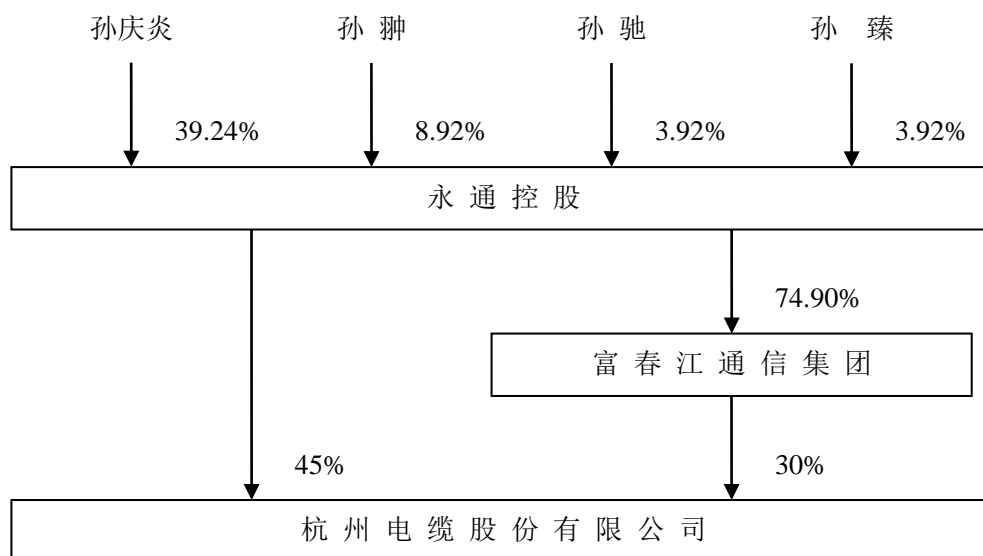 孙庆炎 孙 翀 孙 驰 孙 臻
39.24% 8.92% 3.92% 3.92%
永 通 控 股
74.90%
富 春 江 通 信 集 团
45% 30%
杭 州 电 缆 股 份 有 限 公 司